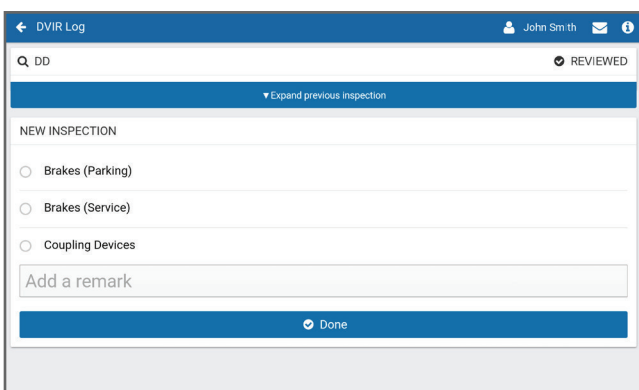 DVIR Log
John Smith
DD
REVIEWED
▾Expand previous inspection
NEW INSPECTION
Brakes (Parking)
Brakes (Service)
Coupling Devices
Add a remark
Done